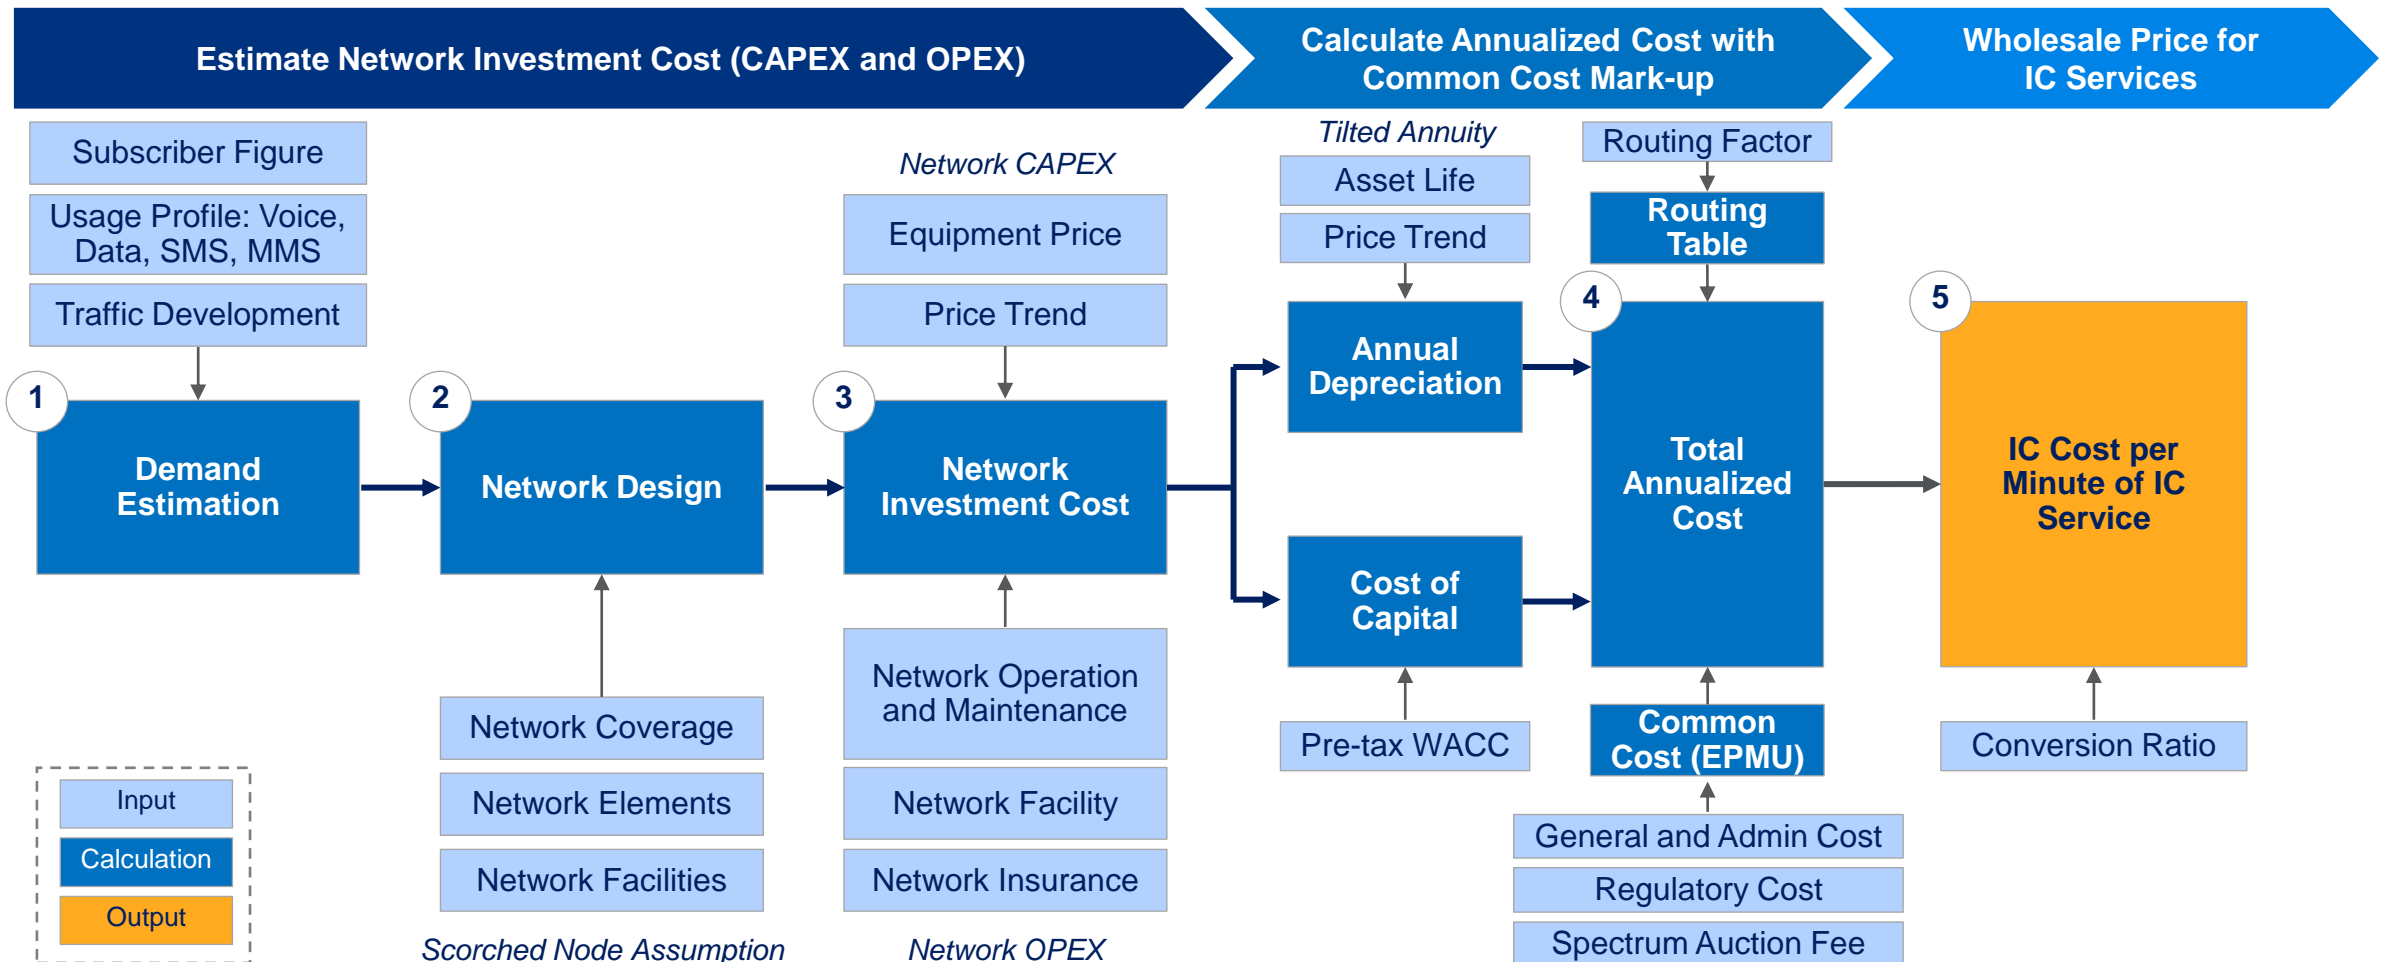 Estimate Network Investment Cost (CAPEX and OPEX)
Calculate Annualized Cost with
Common Cost Mark-up
Wholesale Price for
IC Services
Subscriber Figure
Usage Profile: Voice,
Data, SMS, MMS
Traffic Development
1
Demand
Estimation
2
Network Design
Network Coverage
Network Elements
Network Facilities
Scorched Node Assumption
Network CAPEX
Equipment Price
Price Trend
3
Network
Investment Cost
Network Operation
and Maintenance
Network Facility
Network Insurance
Network OPEX
Tilted Annuity
Asset Life
Price Trend
Annual
Depreciation
Cost of
Capital
Pre-tax WACC
Routing Factor
Routing
Table
4
Total
Annualized
Cost
Common
Cost (EPMU)
General and Admin Cost
Regulatory Cost
Spectrum Auction Fee
5
IC Cost per
Minute of IC
Service
Conversion Ratio
Input
Calculation
Output